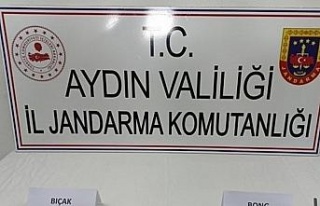 T.C.
AYDIN VALİLİĞİ
İL JANDARMA KOMUTANLIĞI
BIÇAK
BONG